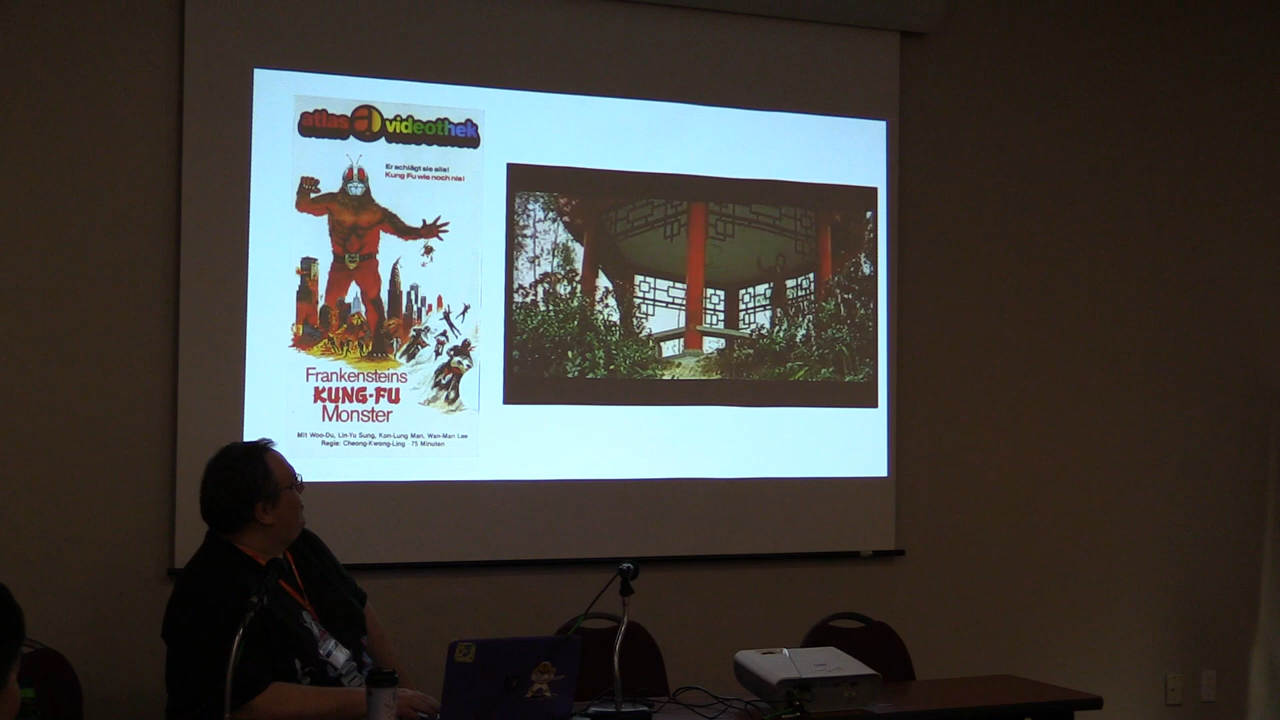 atlas a videothek
Er schlägt sie alle!
Kung Fu wie noch nie!
Frankensteins
KUNG-FU
Monster
Mit Woo-Du, Lin-Yu Sung, Kon-Lung Man, Wan-Man Lee
Regie: Cheong-Kwong-Ling · 75 Minuten